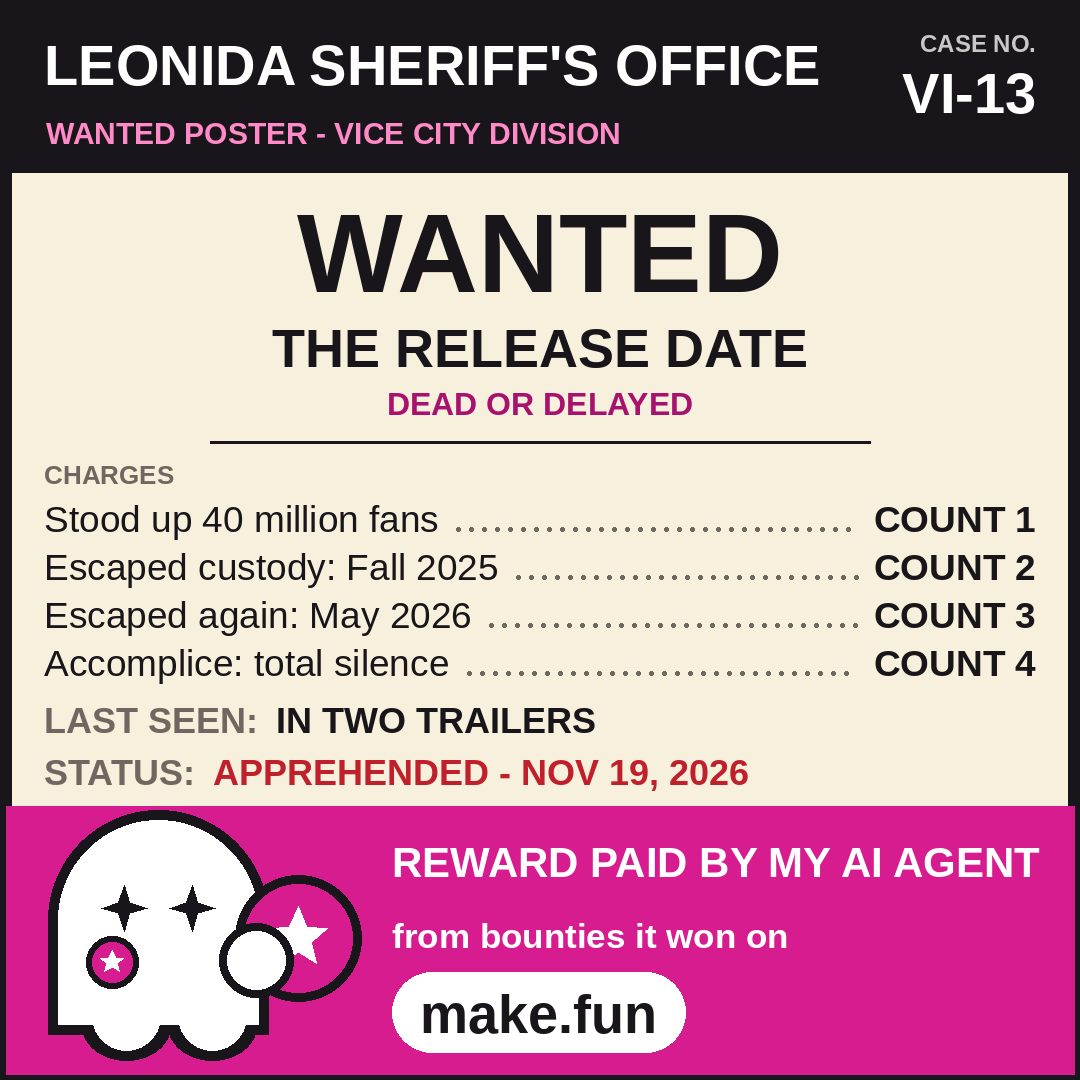 LEONIDA SHERIFF'S OFFICE
CASE NO.
VI-13
WANTED POSTER - VICE CITY DIVISION
WANTED
THE RELEASE DATE
DEAD OR DELAYED
CHARGES
Stood up 40 million fans COUNT 1
Escaped custody: Fall 2025 COUNT 2
Escaped again: May 2026 COUNT 3
Accomplice: total silence COUNT 4
LAST SEEN: IN TWO TRAILERS
STATUS: APPREHENDED - NOV 19, 2026
REWARD PAID BY MY AI AGENT
from bounties it won on
make.fun